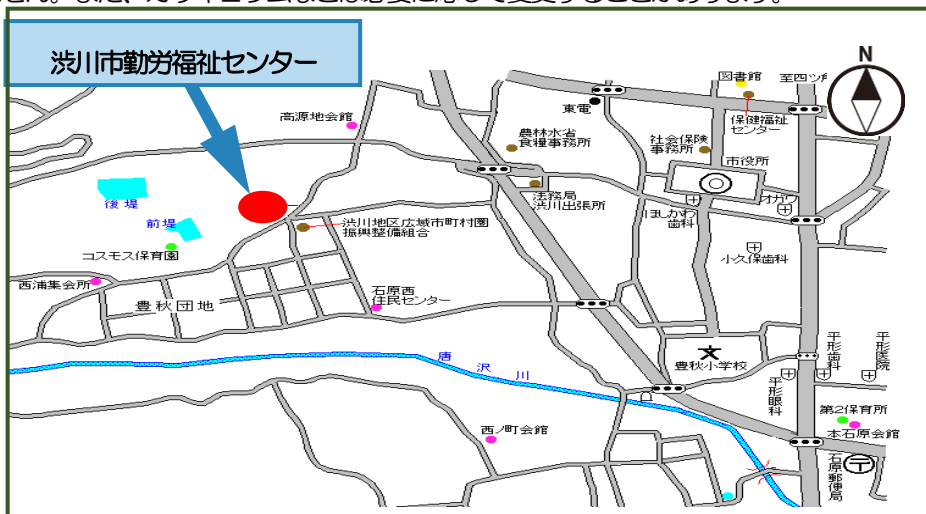 渋川市勤労福祉センター
N
図書館
至四ツ角
東電
保健福祉
センター
高源地会館
農林水省
食糧事務所
社会保険
事務所
市役所
法務局
渋川出張所
後堤
前堤
渋川地区広域市町村圏
振興整備組合
ほしかわ
歯科
オガワ
コスモス保育園
小久保歯科
西浦集会所
豊秋団地
石原西
住民センター
唐沢川
豊秋小学校
平形歯科
平形医院
平形眼科
第2保育所
本石原会館
西ノ町会館
石原郵便局